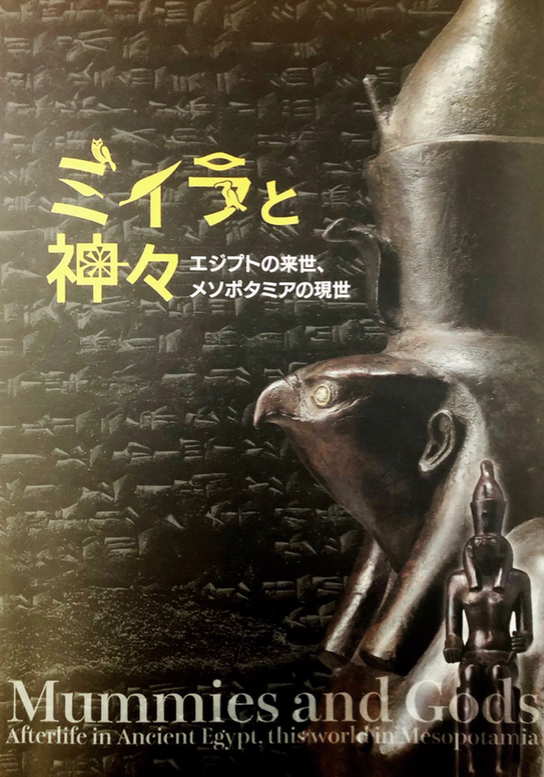 ミイラと
神々
エジプトの来世、
メソポタミアの現世
Mummies and Gods
Afterlife in Ancient Egypt, this world in Mesopotamia